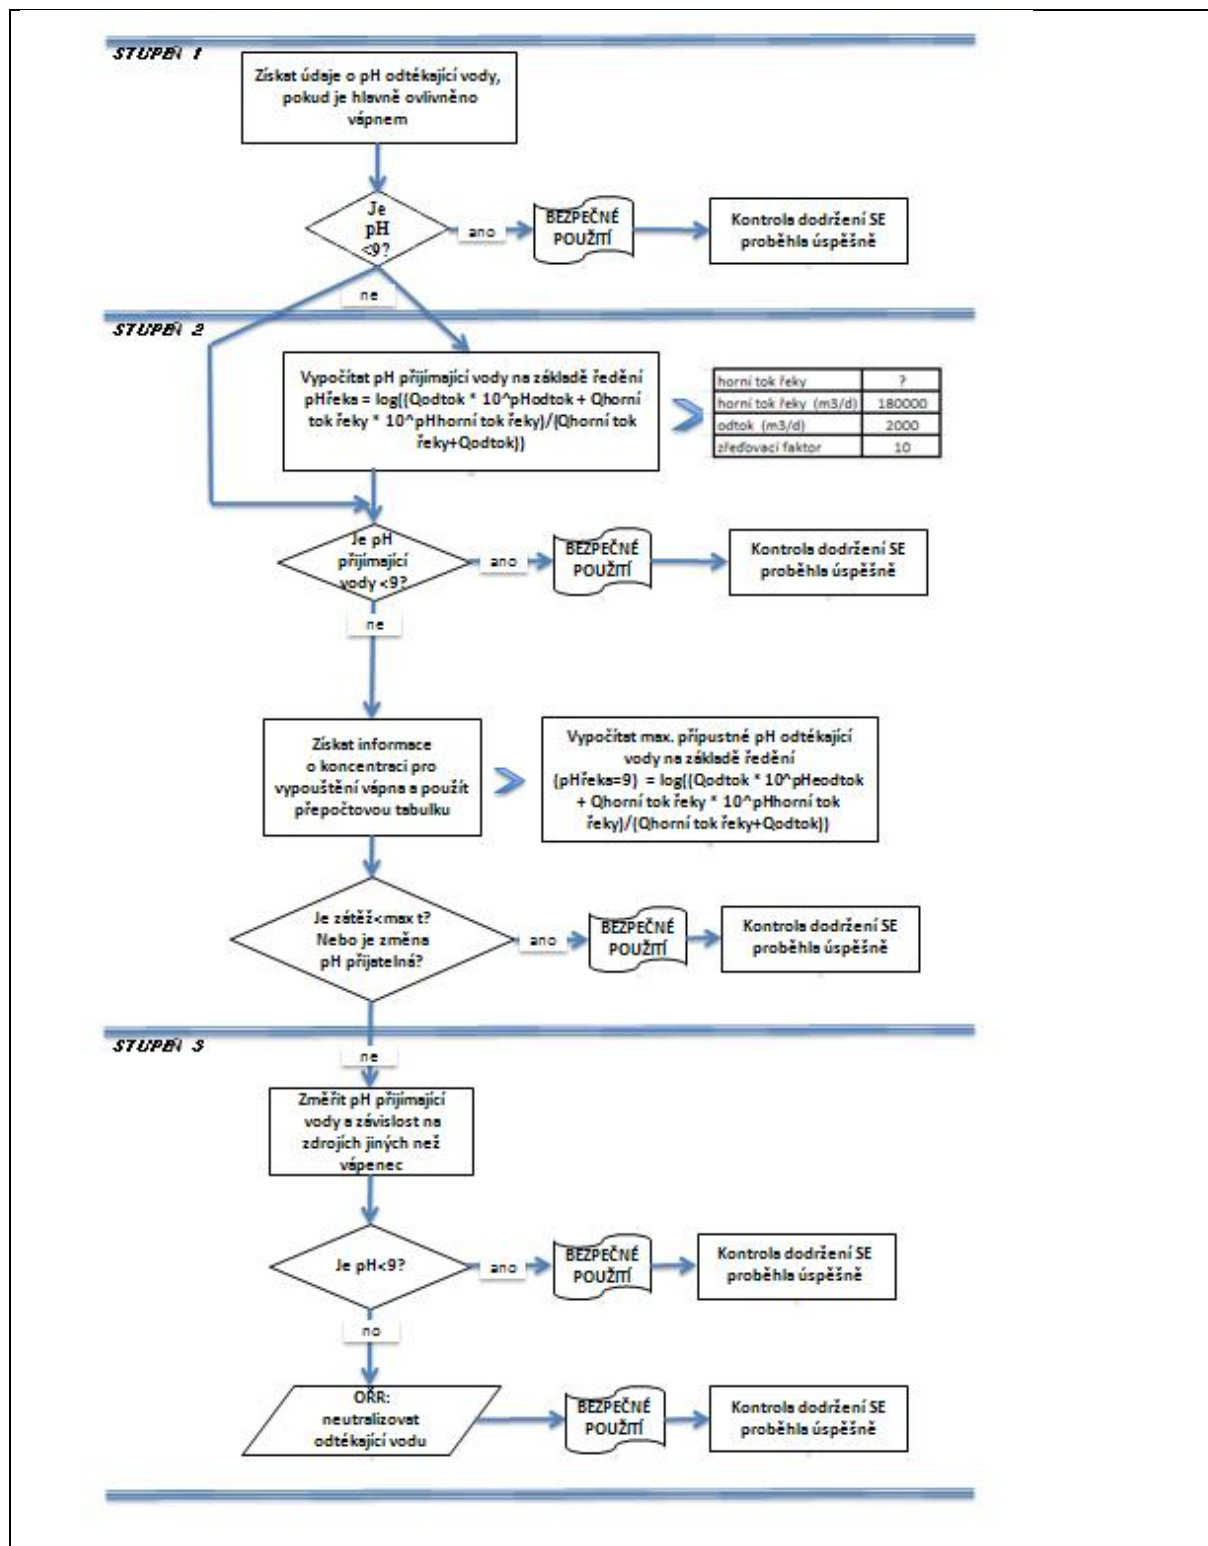 STUPEŇ 1
Získat údaje o pH odtékající vody,
pokud je hlavně ovlivněno
vápnem
Je
pH
<9?
ano
BEZPEČNÉ
POUŽITÍ
Kontrola dodržení SE
proběhla úspěšně
ne
STUPEŇ 2
Vypočítat pH přijímající vody na základě ředění
pHřeka = log((Qodtok * 10^pHodtok + Qhorní
tok řeky * 10^pHhorní tok řeky)/(Qhorní tok
řeky+Qodtok))
horní tok řeky ?
horní tok řeky (m3/d) 180000
odtok (m3/d) 2000
zřeďovací faktor 10
Je pH
přijímající
vody <9?
ano
BEZPEČNÉ
POUŽITÍ
Kontrola dodržení SE
proběhla úspěšně
ne
Získat informace
o koncentraci pro
vypouštění vápna a použít
přepočtovou tabulku
Vypočítat max. přípustné pH odtékající
vody na základě ředění
(pHřeka=9) = log((Qodtok * 10^pHeodtok
+ Qhorní tok řeky * 10^pHhorní tok
řeky)/(Qhorní tok řeky+Qodtok))
Je zátěž<max t?
Nebo je změna
pH přijatelná?
ano
BEZPEČNÉ
POUŽITÍ
Kontrola dodržení SE
proběhla úspěšně
STUPEŇ 3
ne
Změřit pH přijímající
vody a závislost na
zdrojích jiných než
vápenec
Je pH<9?
ano
BEZPEČNÉ
POUŽITÍ
Kontrola dodržení SE
proběhla úspěšně
no
OŘR:
neutralizovat
odtékající vodu
BEZPEČNÉ
POUŽITÍ
Kontrola dodržení SE
proběhla úspěšně